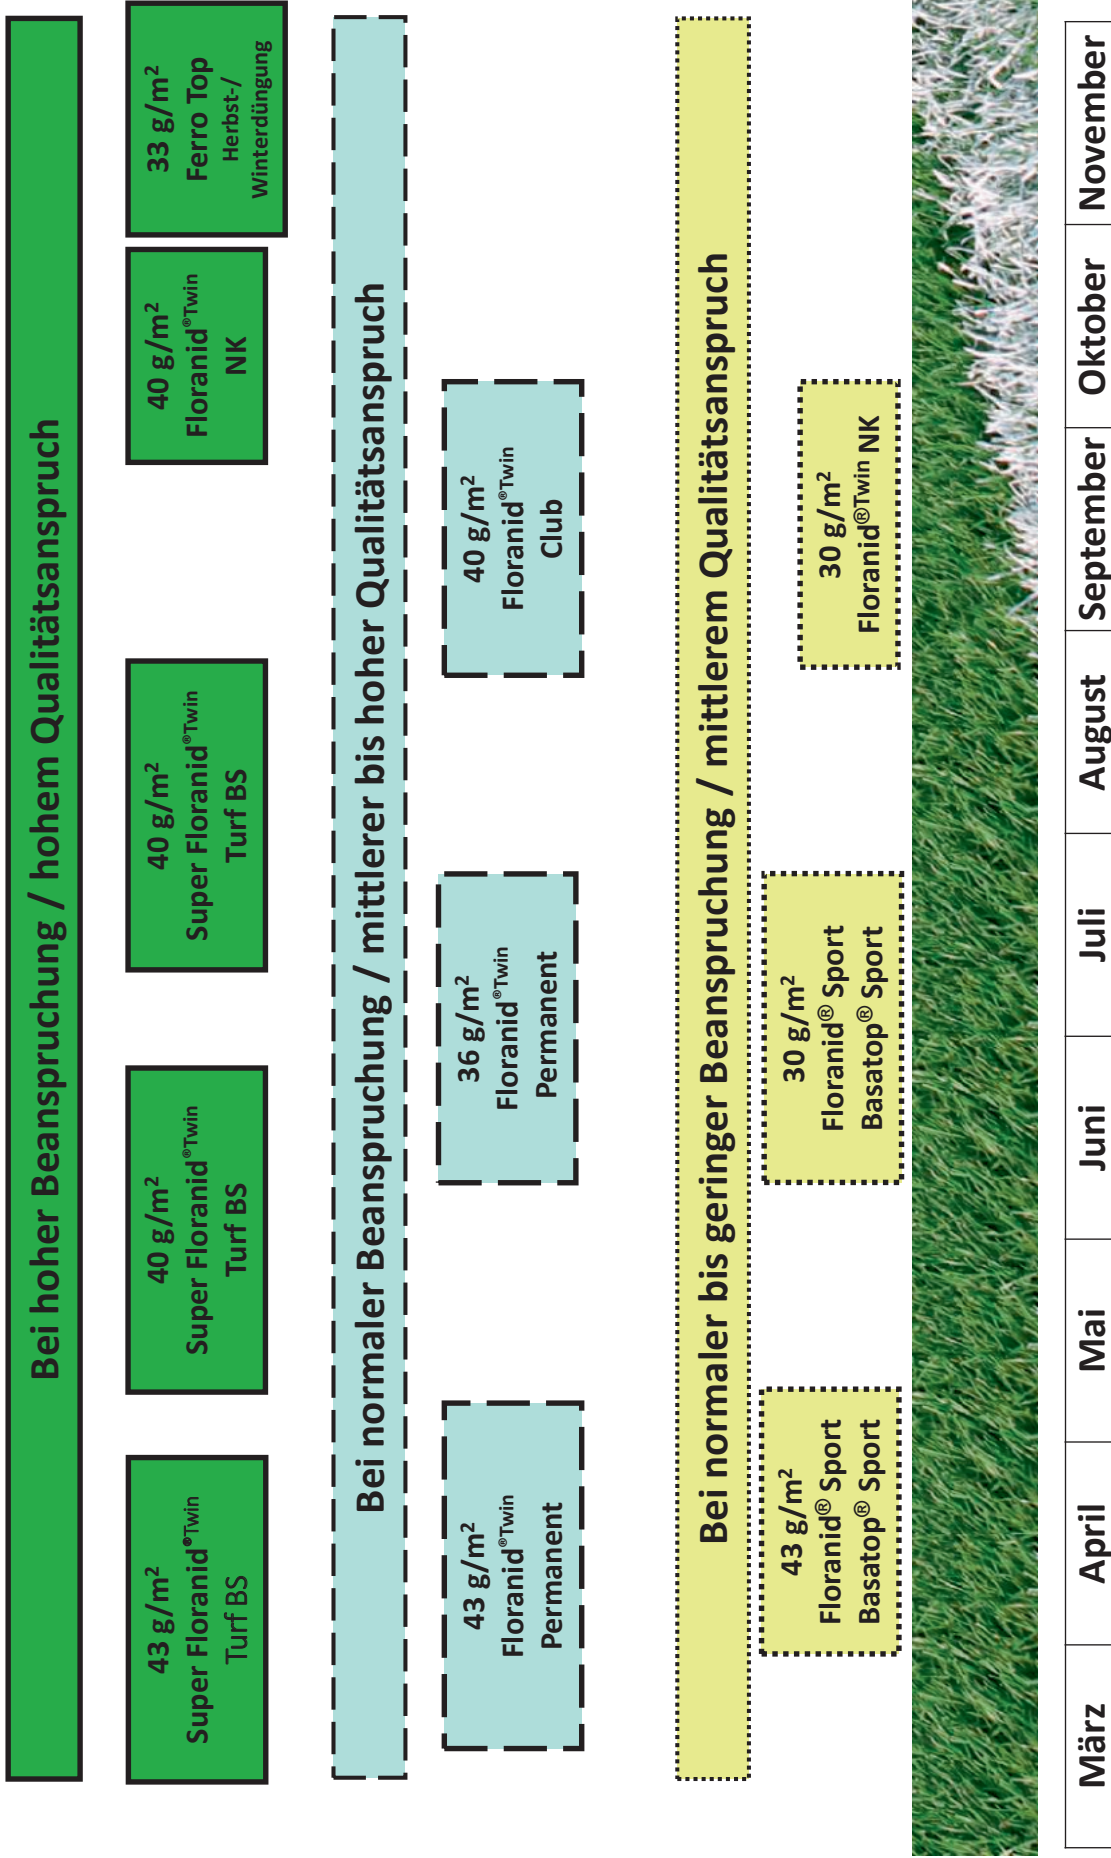 Bei hoher Beanspruchung / hohem Qualitätsanspruch
43 g/m²
Super Floranid®Twin
Turf BS
40 g/m²
Super Floranid®Twin
Turf BS
40 g/m²
Super Floranid®Twin
Turf BS
40 g/m²
Floranid®Twin
NK
33 g/m²
Ferro Top
Herbst-/
Winterdüngung
Bei normaler Beanspruchung / mittlerer bis hoher Qualitätsanspruch
43 g/m²
Floranid®Twin
Permanent
36 g/m²
Floranid®Twin
Permanent
40 g/m²
Floranid®Twin
Club
Bei normaler bis geringer Beanspruchung / mittlerem Qualitätsanspruch
43 g/m²
Floranid® Sport
Basatop® Sport
30 g/m²
Floranid® Sport
Basatop® Sport
30 g/m²
Floranid®Twin NK
März April Mai Juni Juli August September Oktober November